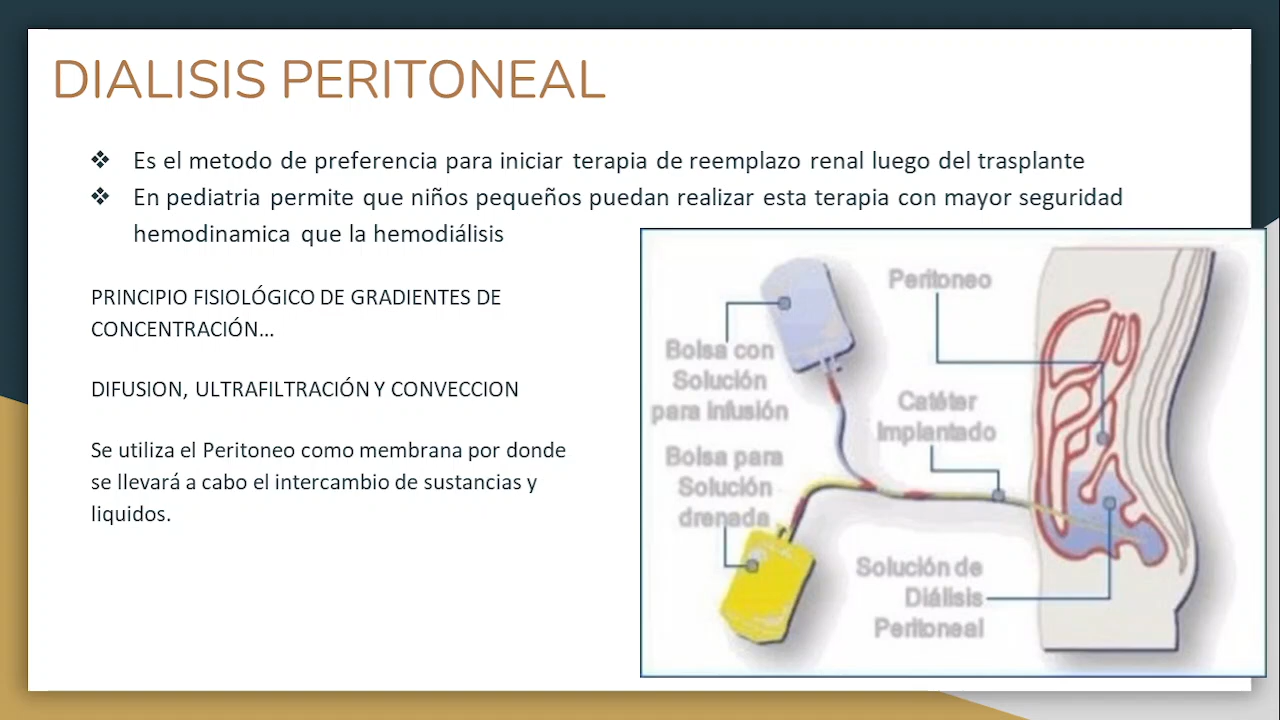 DIALISIS PERITONEAL
❖ Es el metodo de preferencia para iniciar terapia de reemplazo renal luego del trasplante
❖ En pediatria permite que niños pequeños puedan realizar esta terapia con mayor seguridad
hemodinamica que la hemodiálisis
PRINCIPIO FISIOLÓGICO DE GRADIENTES DE
CONCENTRACIÓN...
DIFUSION, ULTRAFILTRACIÓN Y CONVECCION
Se utiliza el Peritoneo como membrana por donde
se llevará a cabo el intercambio de sustancias y
liquidos.
Peritoneo
Bolsa con
Solución
para infusión
Catéter
Implantado
Bolsa para
Solución
drenada
Solución de
Diálisis
Peritoneal